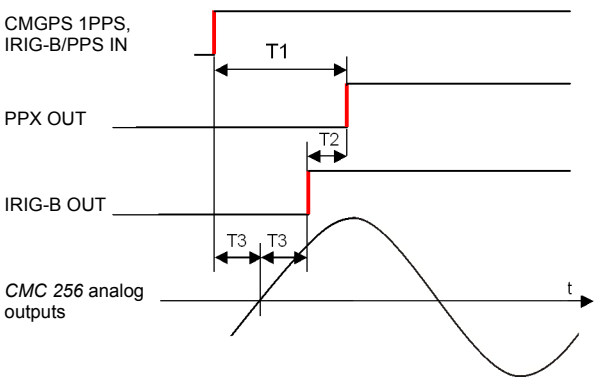 CMGPS 1PPS,
IRIG-B/PPS IN
T1
PPX OUT
T2
IRIG-B OUT
T3
T3
CMC 256 analog
outputs
t